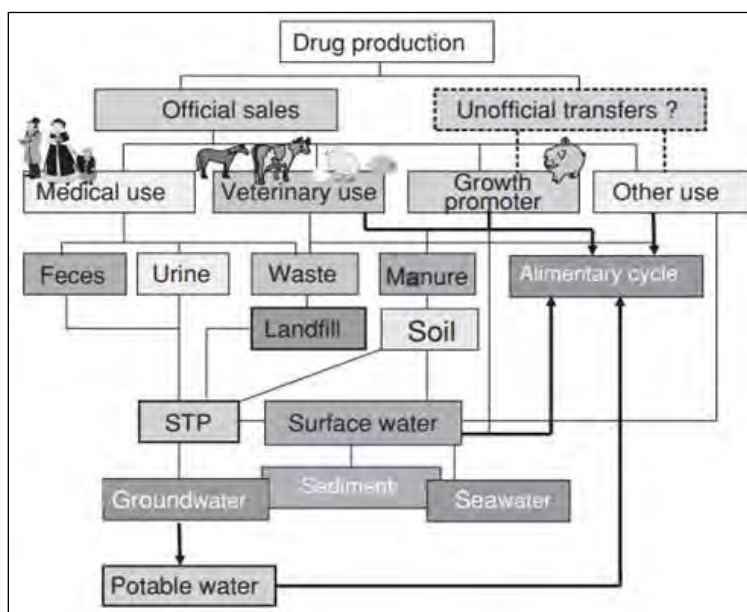 Drug production
Official sales
Unofficial transfers ?
Medical use
Veterinary use
Growth
promoter
Other use
Feces
Urine
Waste
Manure
Alimentary cycle
Landfill
Soil
STP
Surface water
Groundwater
Sediment
Seawater
Potable water